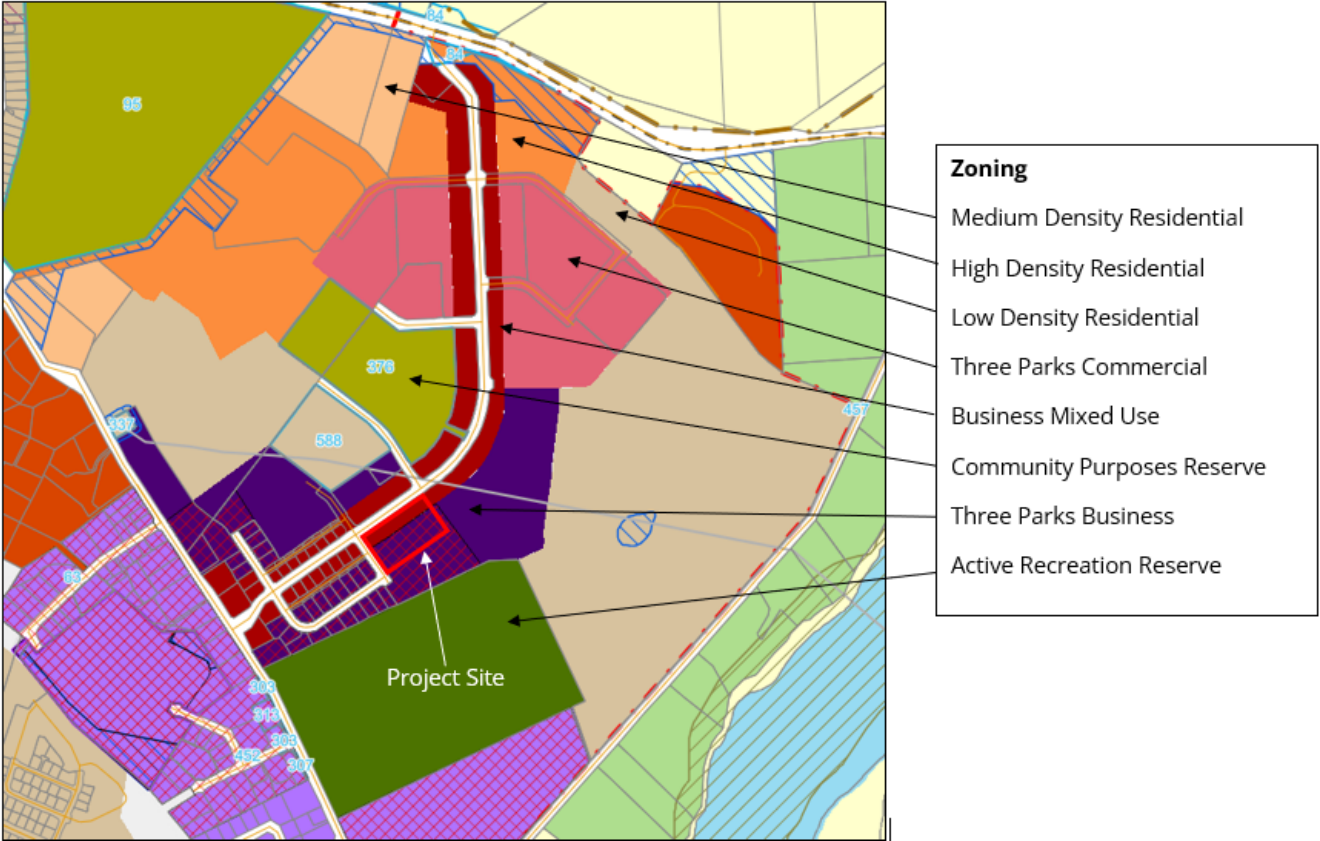 84
84
95
Zoning
Medium Density Residential
High Density Residential
Low Density Residential
Three Parks Commercial
376
Business Mixed Use
457
337
588
Community Purposes Reserve
Three Parks Business
Active Recreation Reserve
63
Project Site
303
313
303
452
307